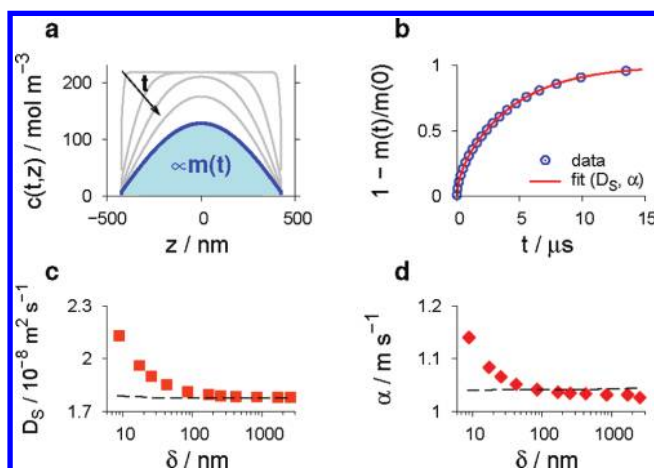 a
c(t,z) / mol m⁻³
200
100
0
t
∝m(t)
−500
0
500
z / nm
b
1 − m(t)/m(0)
1
0.5
0
data
fit (D_S, α)
0
5
10
15
t / μs
c
D_S / 10⁻⁸ m² s⁻¹
2.3
2
1.7
10
100
1000
δ / nm
d
α / m s⁻¹
1.2
1.1
1
10
100
1000
δ / nm